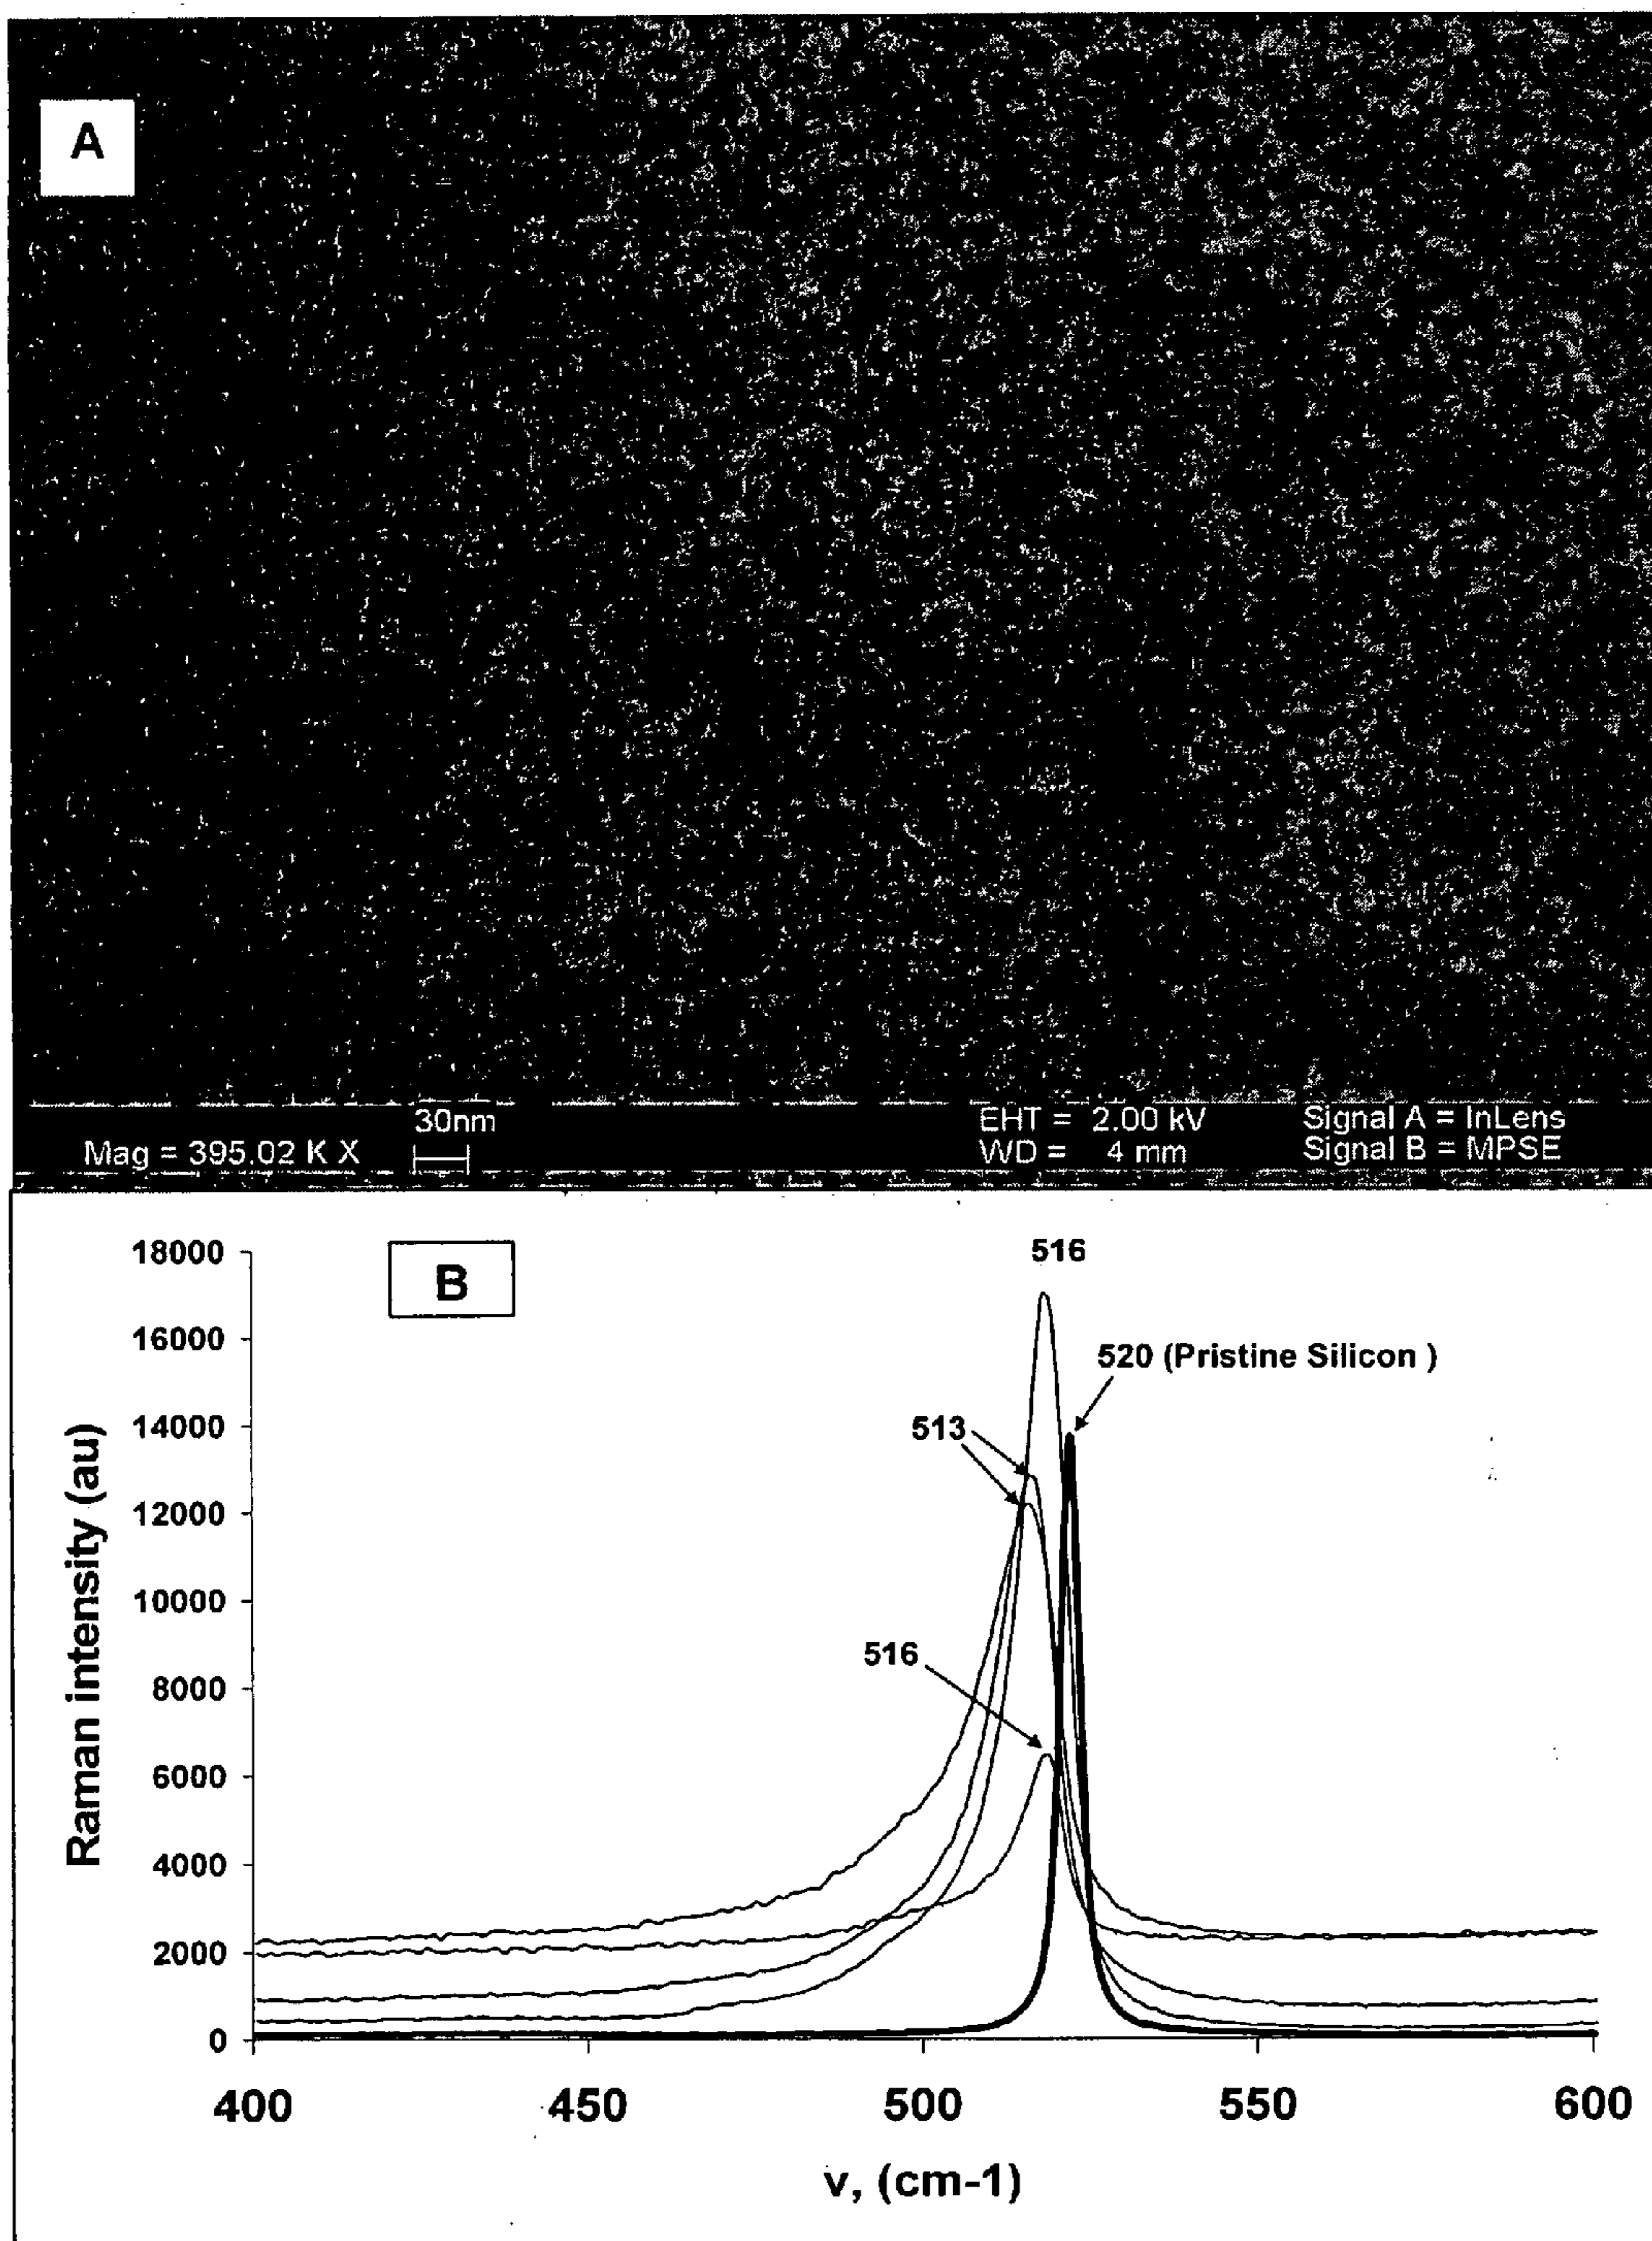 A
30nm
Mag = 395.02 K X
EHT = 2.00 kV
WD = 4 mm
Signal A = InLens
Signal B = MPSE
B
516
520 (Pristine Silicon )
513
516
Raman intensity (au)
18000
16000
14000
12000
10000
8000
6000
4000
2000
0
400 450 500 550 600
v, (cm-1)